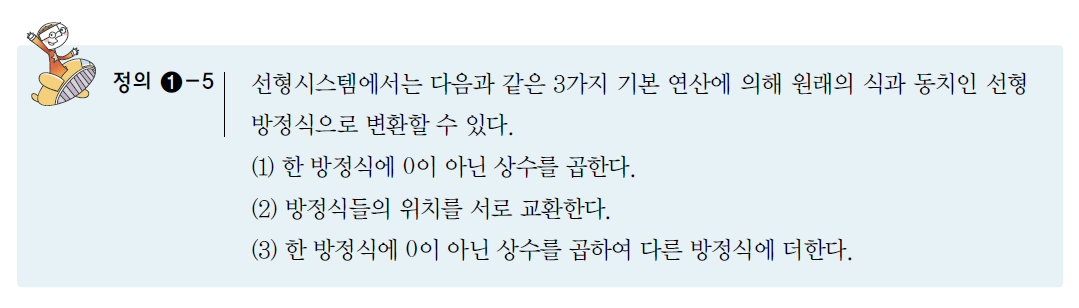 정의 ❶-5
선형시스템에서는 다음과 같은 3가지 기본 연산에 의해 원래의 식과 동치인 선형
방정식으로 변환할 수 있다.
(1) 한 방정식에 0이 아닌 상수를 곱한다.
(2) 방정식들의 위치를 서로 교환한다.
(3) 한 방정식에 0이 아닌 상수를 곱하여 다른 방정식에 더한다.